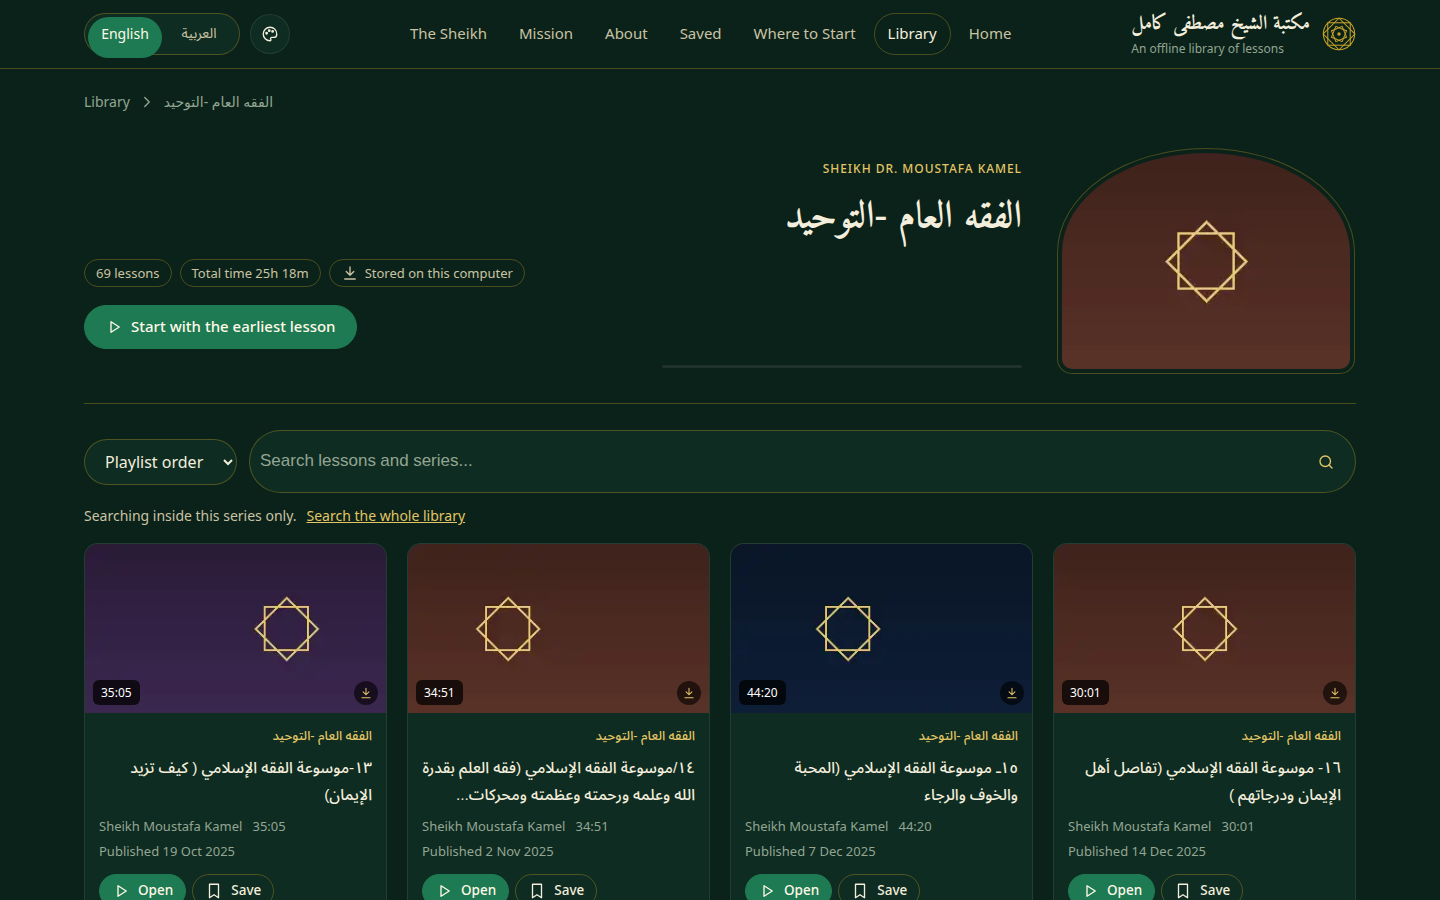 English
العربية
The Sheikh
Mission
About
Saved
Where to Start
Library
Home
مكتبة الشيخ مصطفى كامل
An offline library of lessons
Library
الفقه العام -التوحيد
SHEIKH DR. MOUSTAFA KAMEL
الفقه العام -التوحيد
69 lessons
Total time 25h 18m
Stored on this computer
Start with the earliest lesson
Playlist order
Search lessons and series...
Searching inside this series only. Search the whole library
35:05
الفقه العام -التوحيد
١٣-موسوعة الفقه الإسلامي ( كيف تزيد
الإيمان)
Sheikh Moustafa Kamel 35:05
Published 19 Oct 2025
Open
Save
34:51
الفقه العام -التوحيد
١٤/موسوعة الفقه الإسلامي (فقه العلم بقدرة
الله وعلمه ورحمته وعظمته ومحركات...
Sheikh Moustafa Kamel 34:51
Published 2 Nov 2025
Open
Save
44:20
الفقه العام -التوحيد
١٥ـ موسوعة الفقه الإسلامي (المحبة
والخوف والرجاء
Sheikh Moustafa Kamel 44:20
Published 7 Dec 2025
Open
Save
30:01
الفقه العام -التوحيد
١٦- موسوعة الفقه الإسلامي (تفاصل أهل
الإيمان ودرجاتهم )
Sheikh Moustafa Kamel 30:01
Published 14 Dec 2025
Open
Save